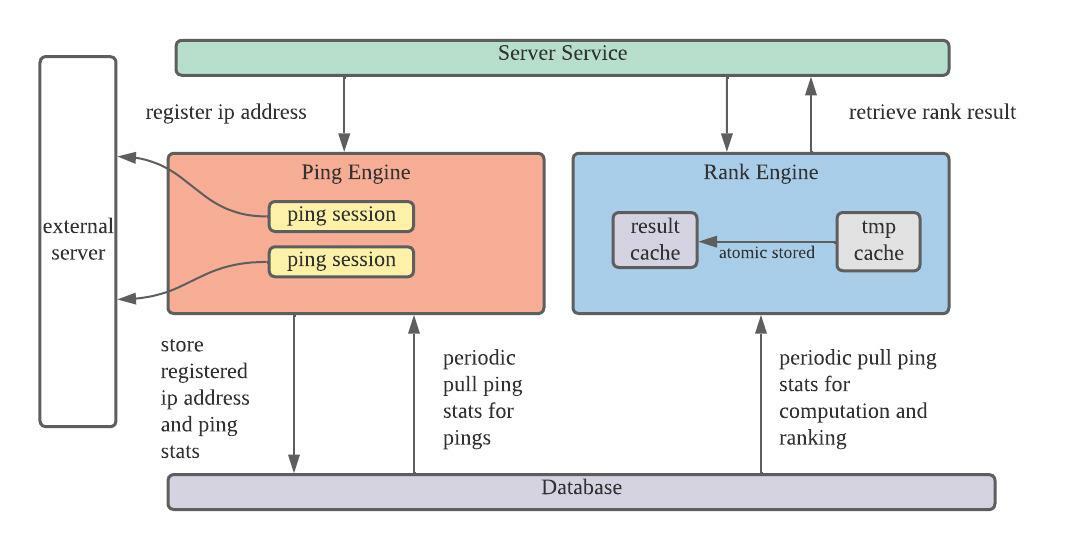 Server Service
register ip address
retrieve rank result
Ping Engine
ping session
ping session
external
server
Rank Engine
result
cache
atomic stored
tmp
cache
store
registered
ip address
and ping
stats
periodic
pull ping
stats for
pings
periodic pull ping
stats for
computation and
ranking
Database